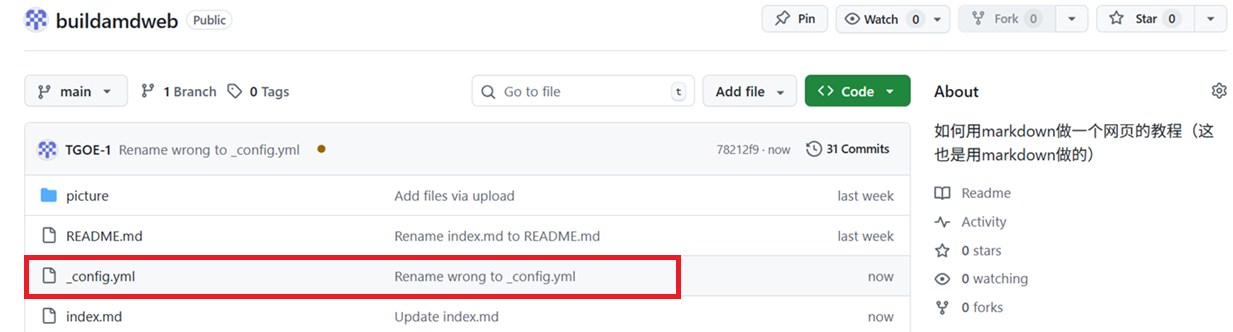 buildamdweb Public Pin Watch 0 Fork 0 Star 0
main 1 Branch 0 Tags Go to file t Add file Code
TGOE-1 Rename wrong to _config.yml 78212f9 · now 31 Commits
picture Add files via upload last week
README.md Rename index.md to README.md last week
_config.yml Rename wrong to _config.yml now
index.md Update index.md now
About
如何用markdown做一个网页的教程（这
也是用markdown做的）
Readme
Activity
0 stars
0 watching
0 forks